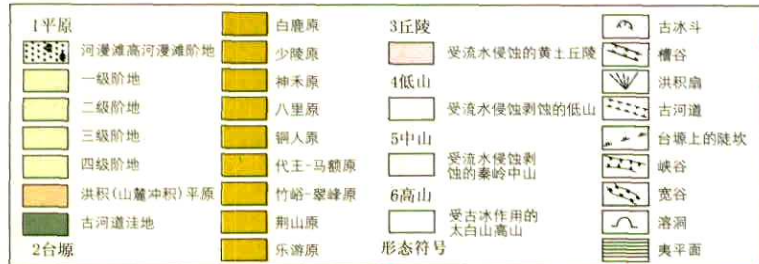 1平原
河漫滩高河漫滩阶地
一级阶地
二级阶地
三级阶地
四级阶地
洪积(山麓冲积)平原
古河道洼地
2台塬
白鹿原
少陵原
神禾原
八里原
铜人原
代王-马额原
竹峪-翠峰原
荆山原
乐游原
3丘陵
受流水侵蚀的黄土丘陵
4低山
受流水侵蚀剥蚀的低山
5中山
受流水侵蚀剥
蚀的秦岭中山
6高山
受古冰作用的
太白山高山
形态符号
古冰斗
槽谷
洪积扇
古河道
台塬上的陡坎
峡谷
宽谷
溶洞
夷平面